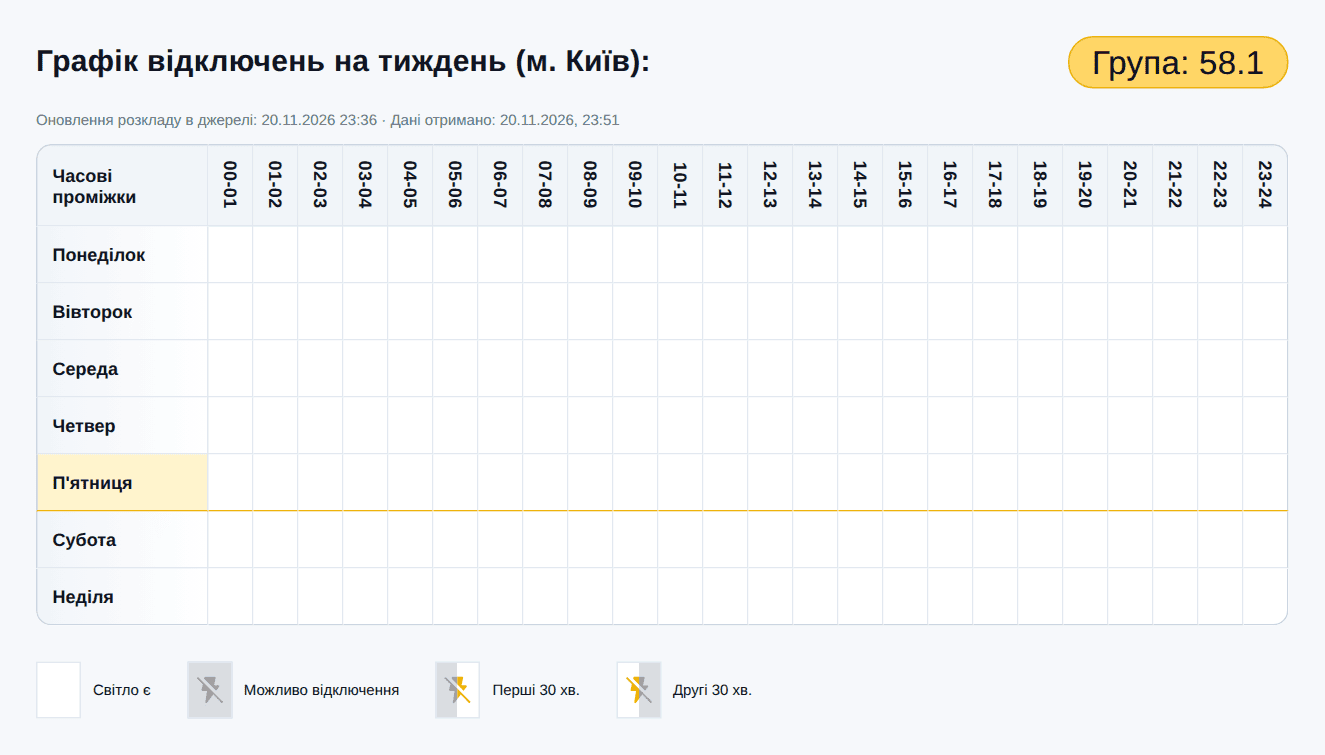 Графік відключень на тиждень (м. Київ):
Група: 58.1
Оновлення розкладу в джерелі: 20.11.2026 23:36 · Дані отримано: 20.11.2026, 23:51
Часові
проміжки
00-01
01-02
02-03
03-04
04-05
05-06
06-07
07-08
08-09
09-10
10-11
11-12
12-13
13-14
14-15
15-16
16-17
17-18
18-19
19-20
20-21
21-22
22-23
23-24
Понеділок
Вівторок
Середа
Четвер
П'ятниця
Субота
Неділя
Світло є
Можливо відключення
Перші 30 хв.
Другі 30 хв.